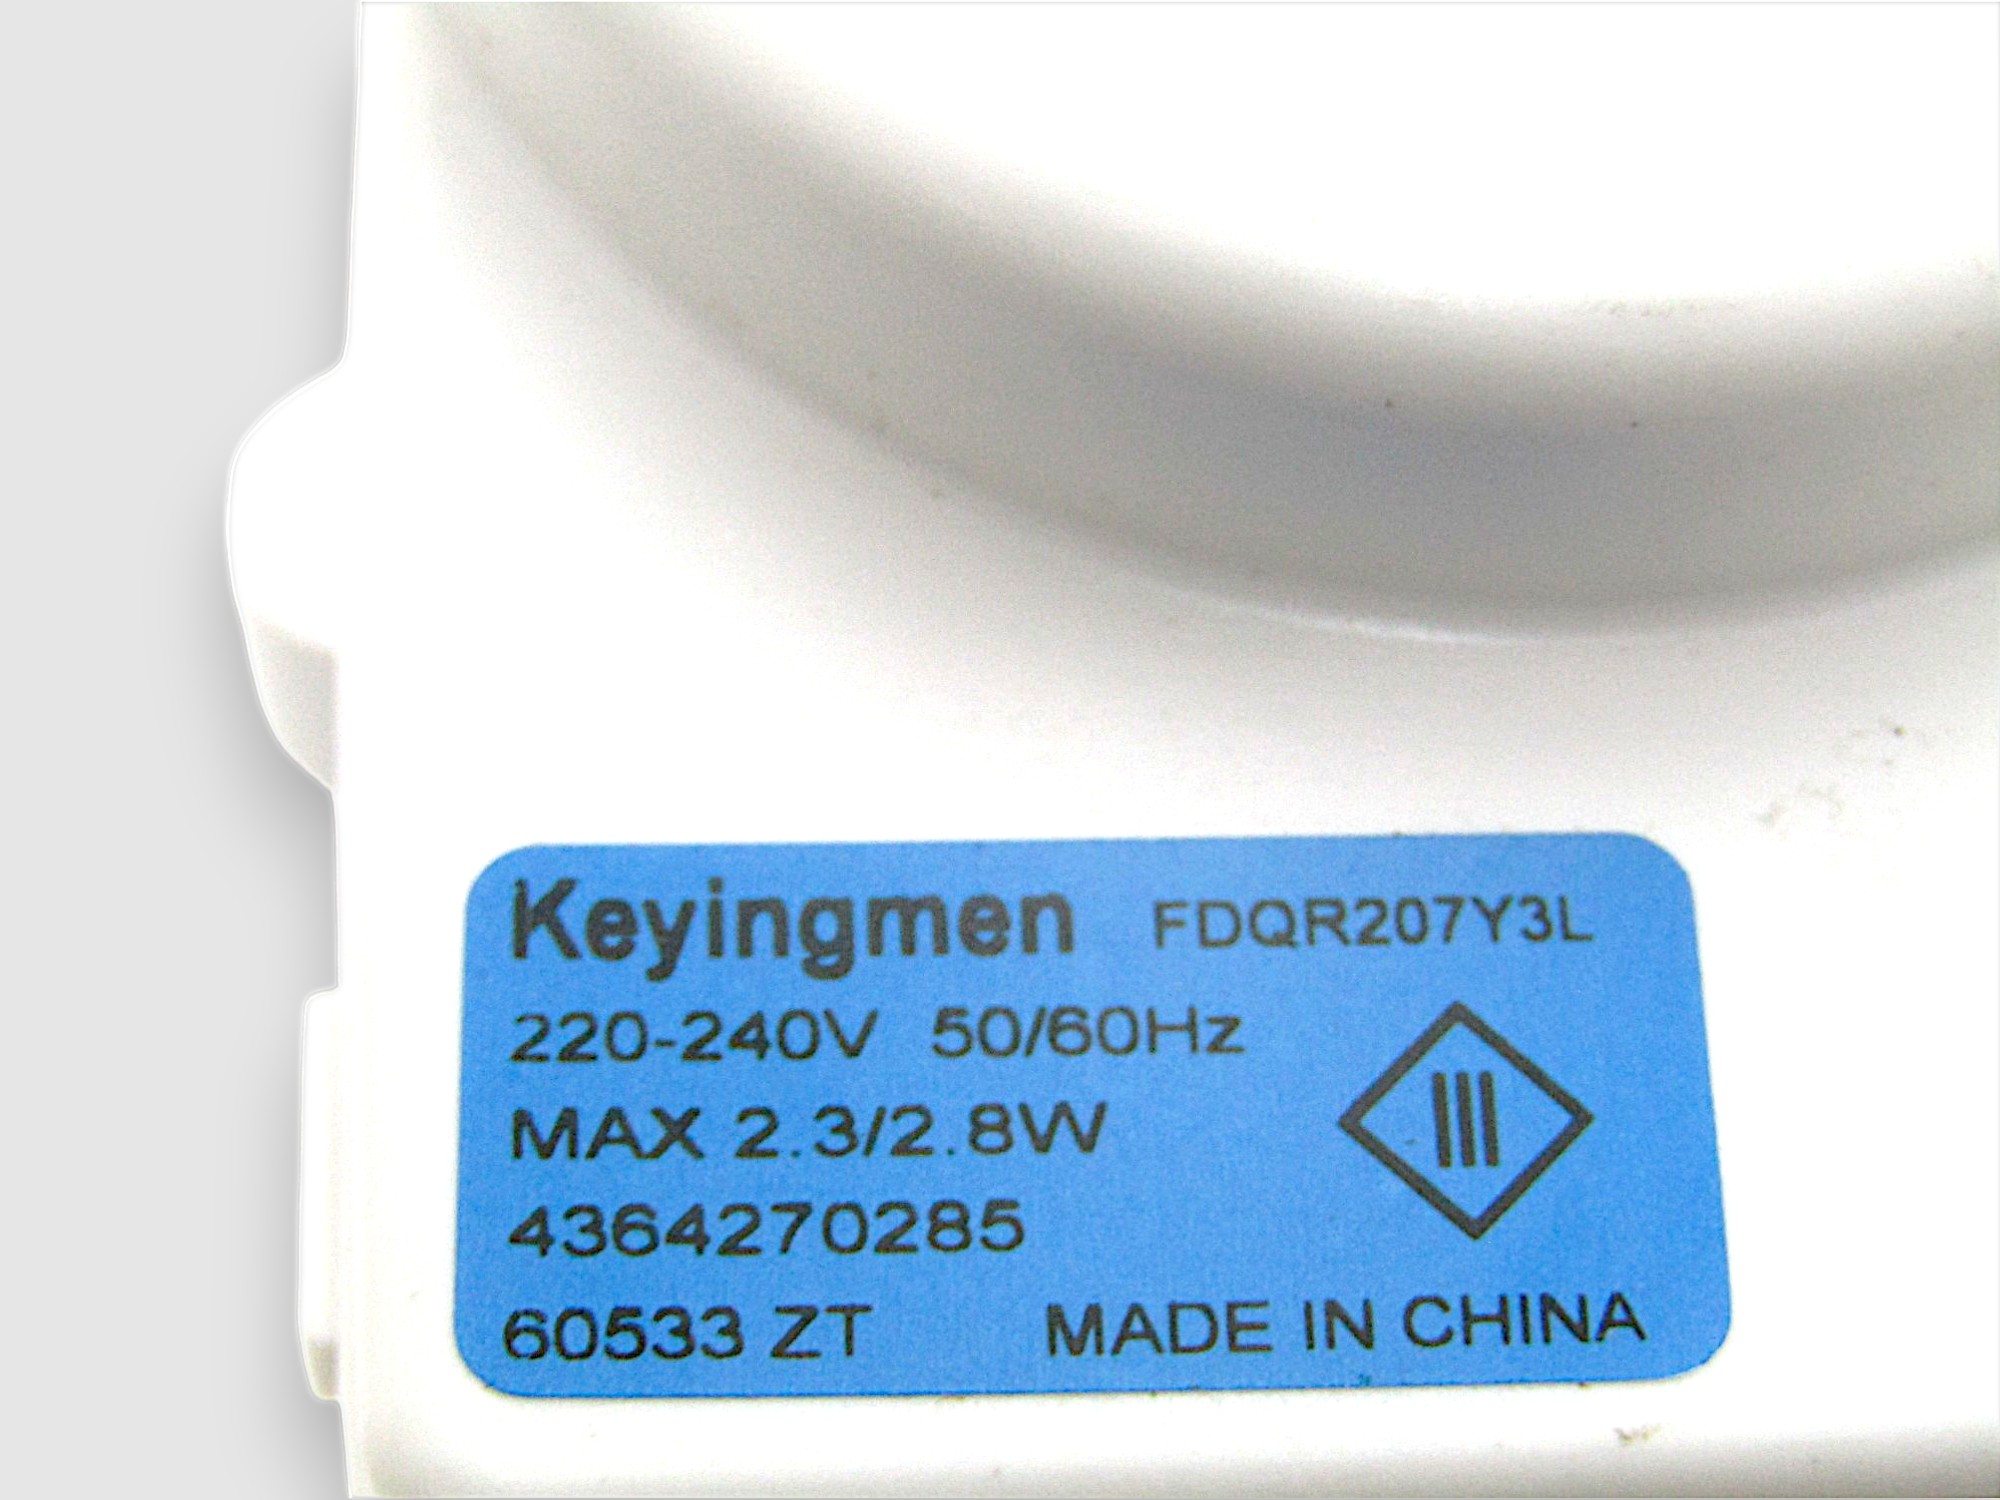 Keyingmen FDQR207Y3L
220-240V 50/60Hz
MAX 2.3/2.8W
4364270285
60533 ZT MADE IN CHINA